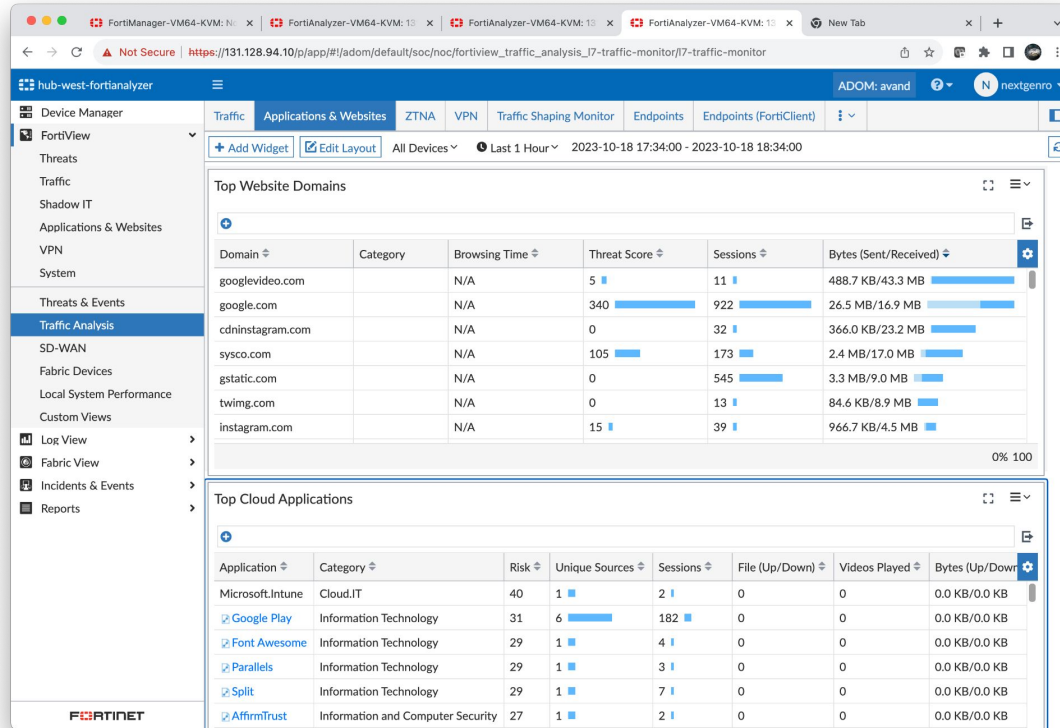 FortiManager-VM64-KVM: N
FortiAnalyzer-VM64-KVM: 13
FortiAnalyzer-VM64-KVM: 13
FortiAnalyzer-VM64-KVM: 13
New Tab
Not Secure | https://131.128.94.10/p/app/#!/adom/default/soc/noc/fortiview_traffic_analysis_l7-traffic-monitor/l7-traffic-monitor
hub-west-fortianalyzer
ADOM: avand
N nextgenro
Device Manager
FortiView
Threats
Traffic
Shadow IT
Applications & Websites
VPN
System
Threats & Events
Traffic Analysis
SD-WAN
Fabric Devices
Local System Performance
Custom Views
Log View
Fabric View
Incidents & Events
Reports
FORTINET
Traffic Applications & Websites ZTNA VPN Traffic Shaping Monitor Endpoints Endpoints (FortiClient)
+ Add Widget Edit Layout All Devices Last 1 Hour 2023-10-18 17:34:00 - 2023-10-18 18:34:00
Top Website Domains
Domain Category Browsing Time Threat Score Sessions Bytes (Sent/Received)
googlevideo.com N/A 5 11 488.7 KB/43.3 MB
google.com N/A 340 922 26.5 MB/16.9 MB
cdninstagram.com N/A 0 32 366.0 KB/23.2 MB
sysco.com N/A 105 173 2.4 MB/17.0 MB
gstatic.com N/A 0 545 3.3 MB/9.0 MB
twimg.com N/A 0 13 84.6 KB/8.9 MB
instagram.com N/A 15 39 966.7 KB/4.5 MB
0% 100
Top Cloud Applications
Application Category Risk Unique Sources Sessions File (Up/Down) Videos Played Bytes (Up/Down
Microsoft.Intune Cloud.IT 40 1 2 0 0 0.0 KB/0.0 KB
Google Play Information Technology 31 6 182 0 0 0.0 KB/0.0 KB
Font Awesome Information Technology 29 1 4 0 0 0.0 KB/0.0 KB
Parallels Information Technology 29 1 3 0 0 0.0 KB/0.0 KB
Split Information Technology 29 1 7 0 0 0.0 KB/0.0 KB
AffirmTrust Information and Computer Security 27 1 2 0 0 0.0 KB/0.0 KB